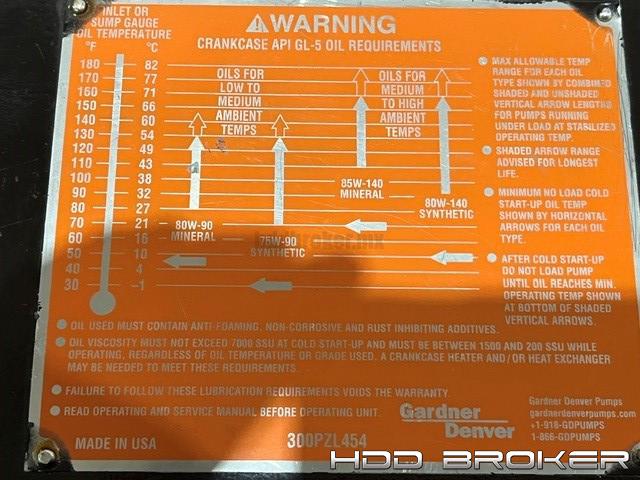 INLET OR
SUMP GAUGE
OIL TEMPERATURE
°F °C
WARNING
CRANKCASE API GL-5 OIL REQUIREMENTS
180 82
170 77
160 71
150 66
140 60
130 54
120 49
110 43
100 38
90 32
80 27
70 21
60 16
50 10
40 4
30 -1
OILS FOR
LOW TO
MEDIUM
AMBIENT
TEMPS
OILS FOR
MEDIUM
TO HIGH
AMBIENT
TEMPS
80W-90
MINERAL
75W-90
SYNTHETIC
85W-140
MINERAL
80W-140
SYNTHETIC
MAX ALLOWABLE TEMP
RANGE FOR EACH OIL
TYPE SHOWN BY COMBINED
SHADED AND UNSHADED
VERTICAL ARROW LENGTHS
FOR PUMPS RUNNING
UNDER LOAD AT STABILIZED
OPERATING TEMP.
SHADED ARROW RANGE
ADVISED FOR LONGEST
LIFE.
MINIMUM NO LOAD COLD
START-UP OIL TEMP
SHOWN BY HORIZONTAL
ARROWS FOR EACH OIL
TYPE.
AFTER COLD START-UP
DO NOT LOAD PUMP
UNTIL OIL REACHES MIN.
OPERATING TEMP SHOWN
AT BOTTOM OF SHADED
VERTICAL ARROWS.
OIL USED MUST CONTAIN ANTI-FOAMING, NON-CORROSIVE AND RUST INHIBITING ADDITIVES.
OIL VISCOSITY MUST NOT EXCEED 7000 SSU AT COLD START-UP AND MUST BE BETWEEN 1500 AND 200 SSU WHILE
OPERATING, REGARDLESS OF OIL TEMPERATURE OR GRADE USED. A CRANKCASE HEATER AND/OR HEAT EXCHANGER
MAY BE NEEDED TO MEET THESE REQUIREMENTS.
FAILURE TO FOLLOW THESE LUBRICATION REQUIREMENTS VOIDS THE WARRANTY.
READ OPERATING AND SERVICE MANUAL BEFORE OPERATING UNIT.
MADE IN USA
300PZL454
Gardner
Denver
Gardner Denver Pumps
gardnerdenverpumps.com
+1-918-GDPUMPS
1-866-GDPUMPS
HDD BROKER